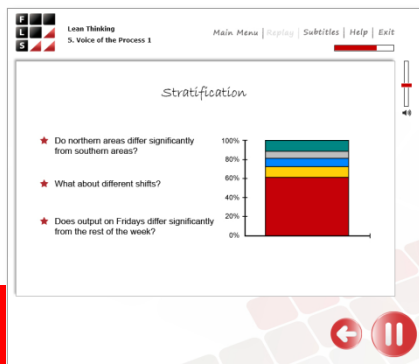 F
L
S
Lean Thinking
5. Voice of the Process 1
Main Menu | Replay | Subtitles | Help | Exit
Stratification
Do northern areas differ significantly
from southern areas?
What about different shifts?
Does output on Fridays differ significantly
from the rest of the week?
100%
80%
60%
40%
20%
0%